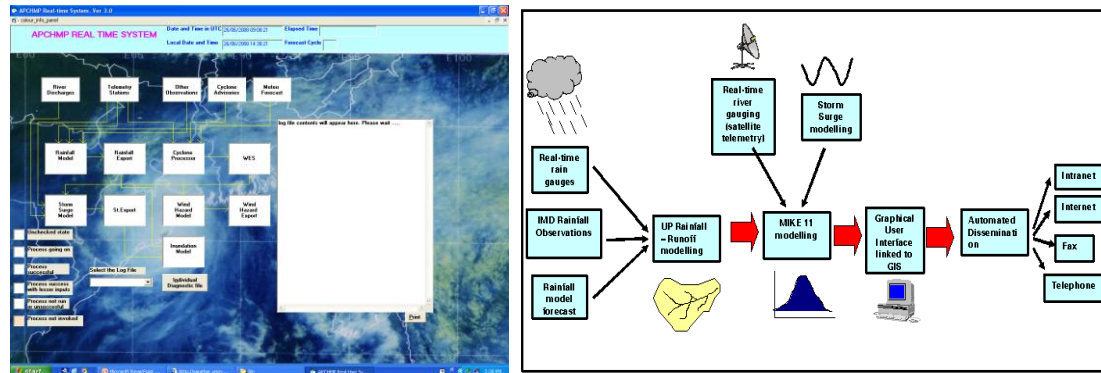 APCHMP Real-time System, Ver 3.0
colour_info_panel
APCHMP REAL TIME SYSTEM
Date and Time in UTC
Elapsed Time
Local Date and Time
Forecast Cycle
River
Discharges
Telemetry
Stations
Other
Observations
Cyclone
Advisories
Meteo
Forecast
log file contents will appear here. Please wait .....
Rainfall
Model
Rainfall
Export
Cyclone
Processor
WES
Storm
Surge
Model
St.Export
Wind
Hazard
Model
Wind
Hazard
Export
Inundation
Model
Unchecked state
Process going on
Process
successful
Process success
with lesser inputs
Process not run
or unsuccessful
Process not invoked
Select the Log File
Individual
Diagnostic file
Print
start
Real-time
river
gauging
(satellite
telemetry)
Storm
Surge
modelling
Real-time
rain
gauges
IMD Rainfall
Observations
Rainfall
model
forecast
UP Rainfall
– Runoff
modelling
MIKE 11
modelling
Graphical
User
Interface
linked to
GIS
Automated
Disseminati
on
Intranet
Internet
Fax
Telephone